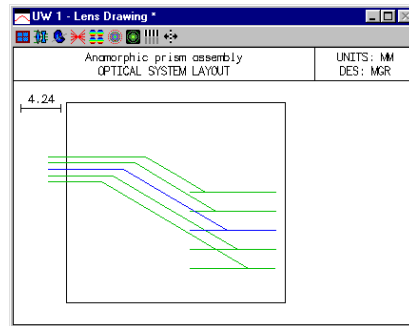 UW 1 - Lens Drawing *
Anamorphic prism assembly
OPTICAL SYSTEM LAYOUT
UNITS: MM
DES: MGR
4.24